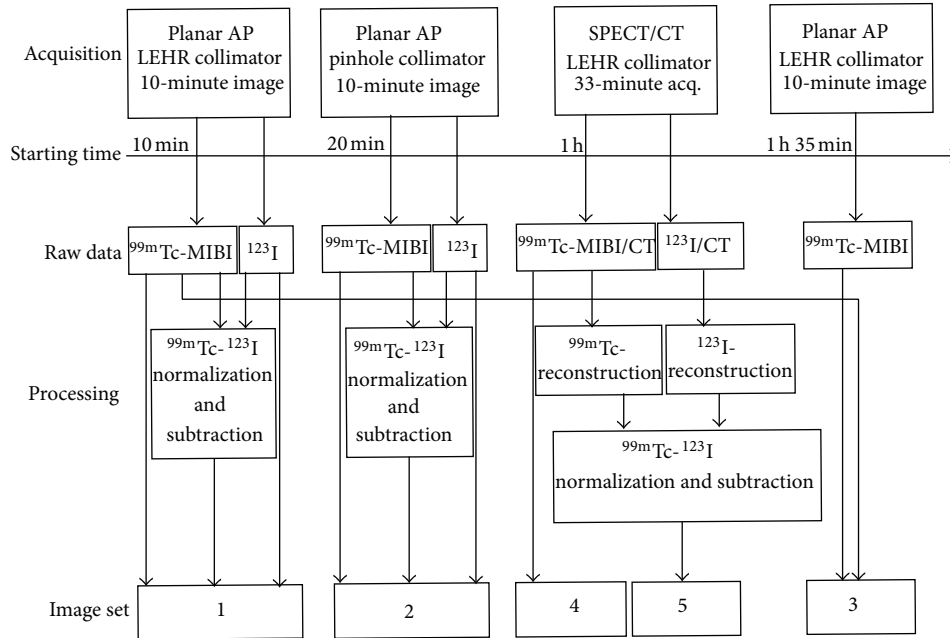 Acquisition
Planar AP
LEHR collimator
10-minute image
Planar AP
pinhole collimator
10-minute image
SPECT/CT
LEHR collimator
33-minute acq.
Planar AP
LEHR collimator
10-minute image
Starting time
10 min
20 min
1 h
1 h 35 min
Raw data
⁹⁹ᵐTc-MIBI
¹²³I
⁹⁹ᵐTc-MIBI
¹²³I
⁹⁹ᵐTc-MIBI/CT
¹²³I/CT
⁹⁹ᵐTc-MIBI
Processing
⁹⁹ᵐTc-¹²³I
normalization
and
subtraction
⁹⁹ᵐTc-¹²³I
normalization
and
subtraction
⁹⁹ᵐTc-
reconstruction
¹²³I-
reconstruction
⁹⁹ᵐTc-¹²³I
normalization and subtraction
Image set
1
2
4
5
3